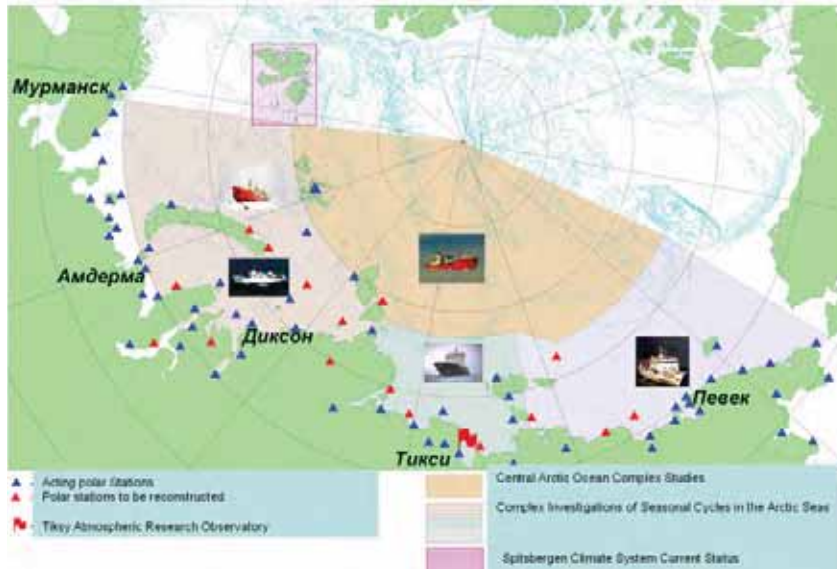 Мурманск
Амдерма
Диксон
Тикси
Певек
Acting polar stations
Polar stations to be reconstructed
Tiksy Atmospheric Research Observatory
Central Arctic Ocean Complex Studies
Complex Investigations of Seasonal Cycles in the Arctic Seas
Spitsbergen Climate System Current Status